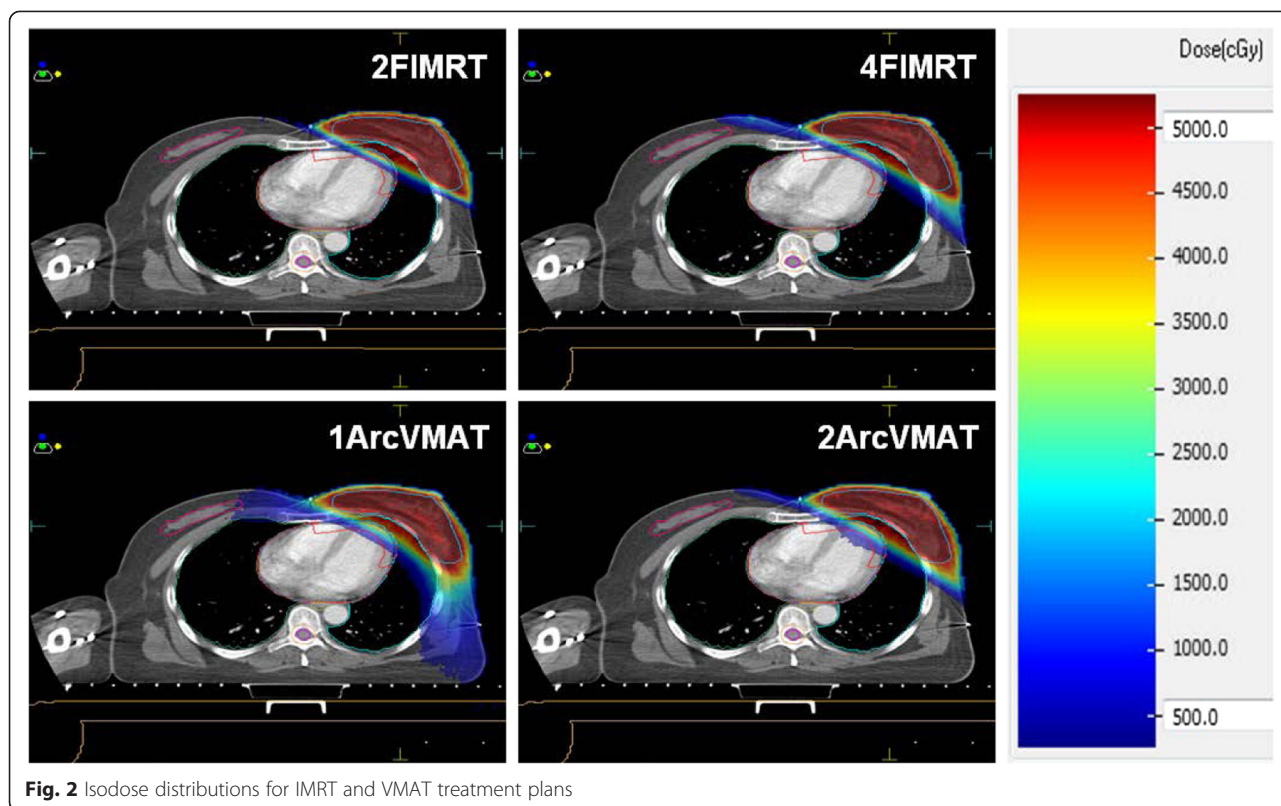 2FIMRT
4FIMRT
1ArcVMAT
2ArcVMAT
Dose(cGy)
5000.0
4500.0
4000.0
3500.0
3000.0
2500.0
2000.0
1500.0
1000.0
500.0
Fig. 2 Isodose distributions for IMRT and VMAT treatment plans